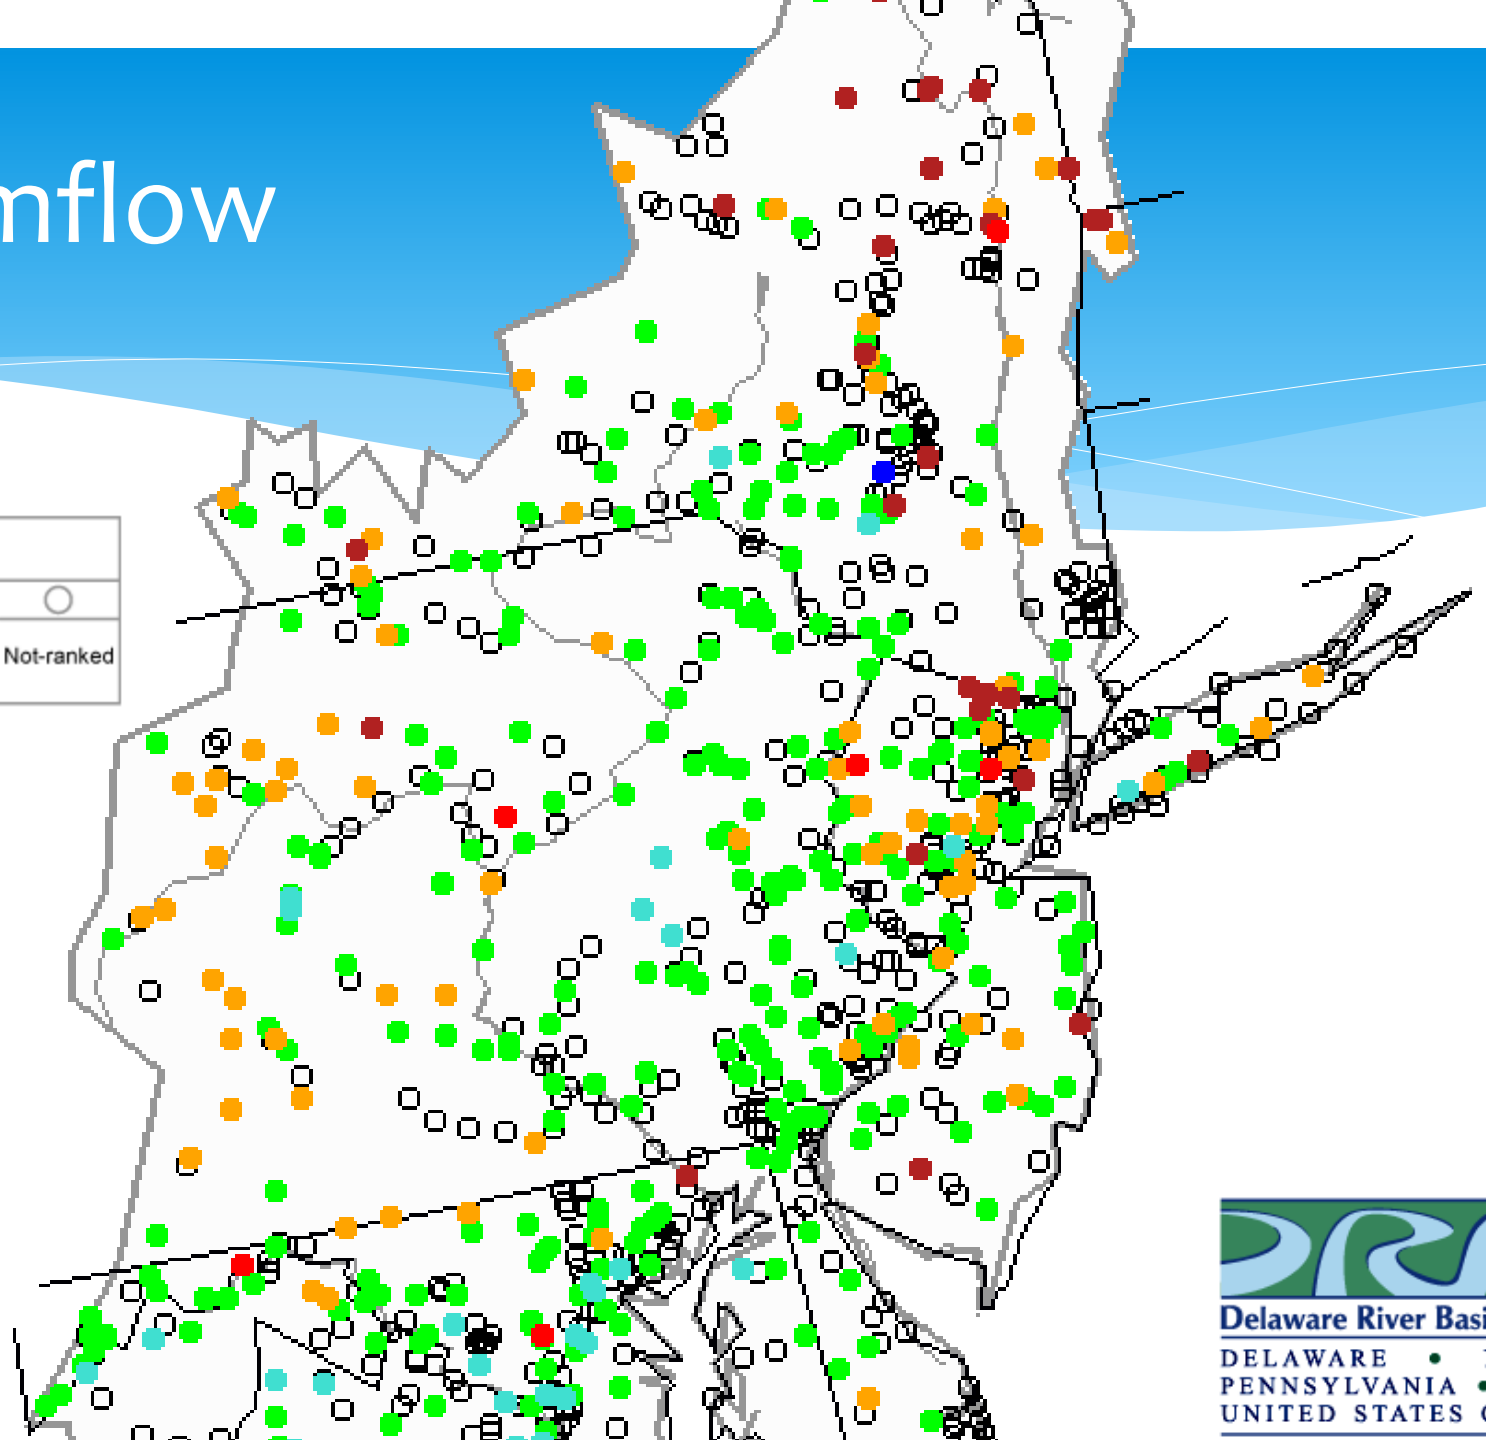 mflow
Not-ranked
Delaware River Basi
DELAWARE •
PENNSYLVANIA •
UNITED STATES